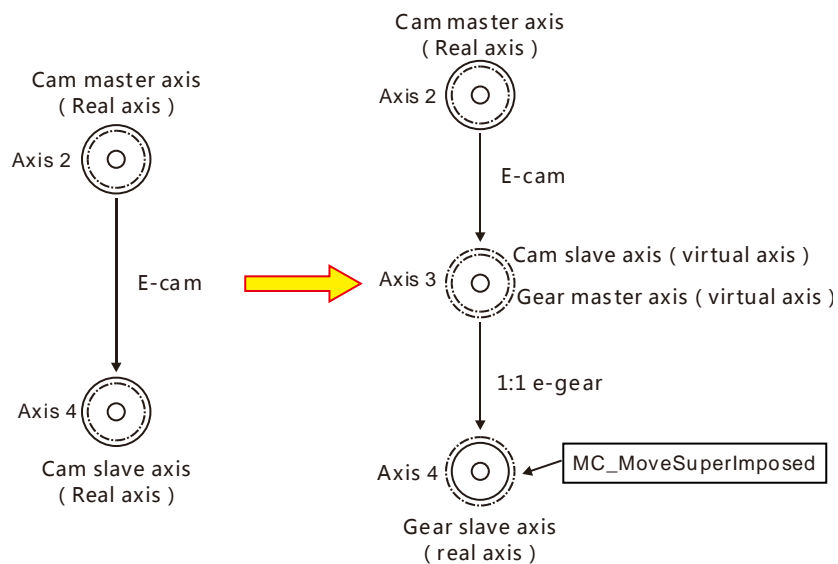 Cam master axis
( Real axis )
Axis 2
E-cam
Axis 4
Cam slave axis
( Real axis )
Cam master axis
( Real axis )
Axis 2
E-cam
Axis 3
Cam slave axis ( virtual axis )
Gear master axis ( virtual axis )
1:1 e-gear
Axis 4
MC_MoveSuperImposed
Gear slave axis
( real axis )